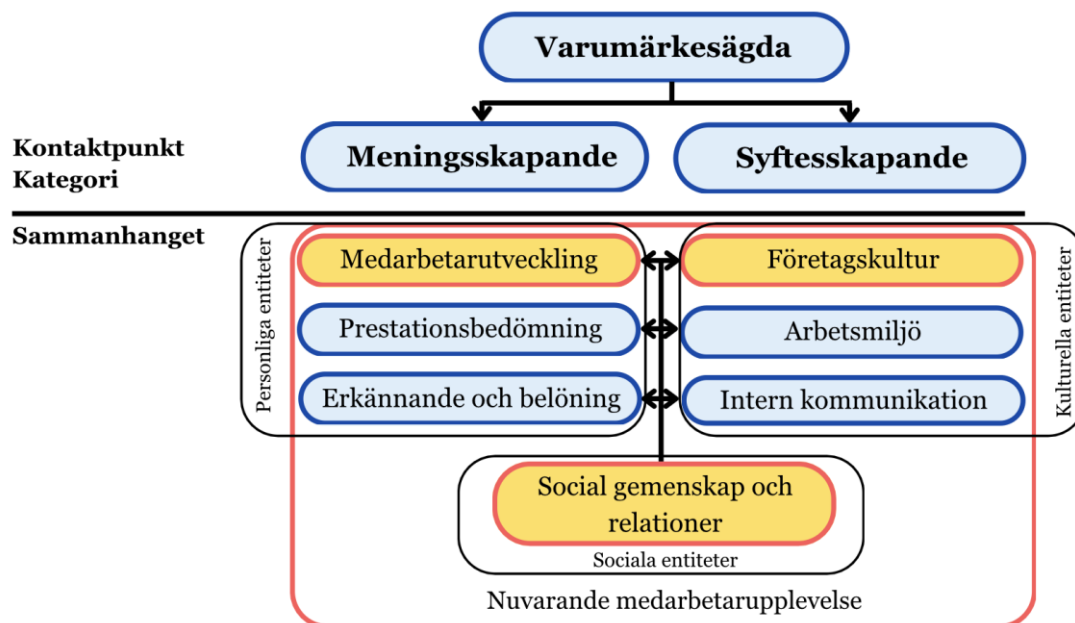 Varumärkesägda
Kontaktpunkt
Kategori
Meningsskapande
Syftesskapande
Sammanhanget
Personliga entiteter
Medarbetarutveckling
Företagskultur
Prestationsbedömning
Arbetsmiljö
Erkännande och belöning
Intern kommunikation
Kulturella entiteter
Social gemenskap och
relationer
Sociala entiteter
Nuvarande medarbetarupplevelse